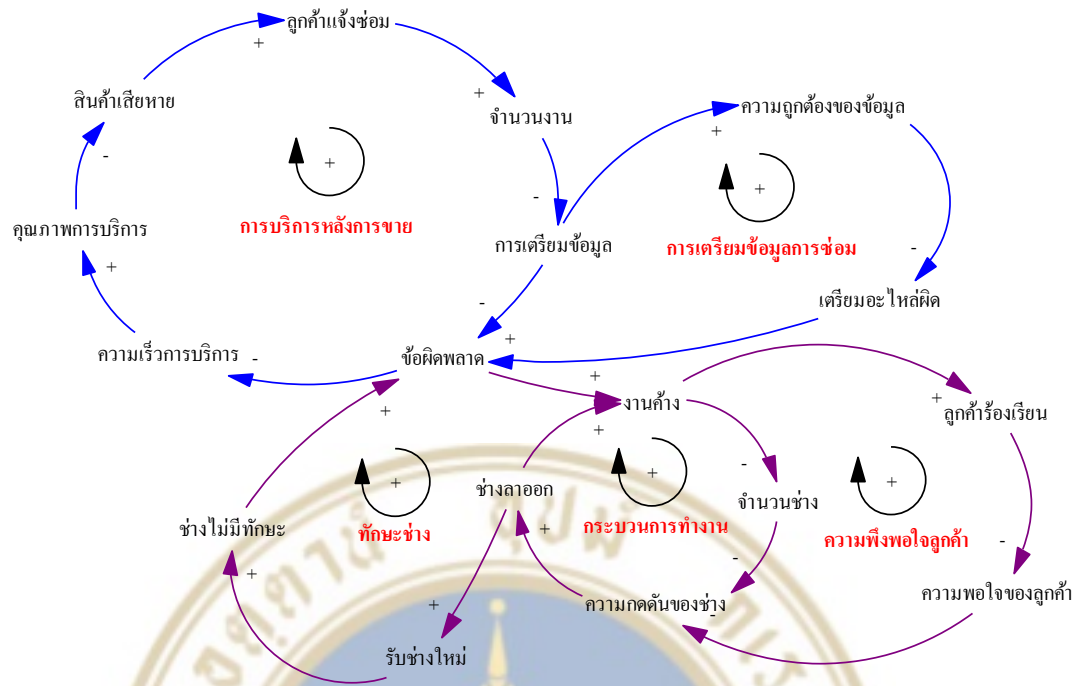 ลูกค้าแจ้งซ่อม
+
สินค้าเสียหาย
+
จำนวนงาน
ความถูกต้องของข้อมูล
+
+
+
-
-
การบริการหลังการขาย
คุณภาพการบริการ
การเตรียมข้อมูล
การเตรียมข้อมูลการซ่อม
-
+
เตรียมอะไหล่ผิด
-
+
ความเร็วการบริการ
-
ข้อผิดพลาด
+
งานค้าง
+
ลูกค้าร้องเรียน
+
+
-
+
+
+
ช่างลาออก
จำนวนช่าง
ช่างไม่มีทักษะ
ทักษะช่าง
กระบวนการทำงาน
ความพึงพอใจลูกค้า
+
-
-
+
ความกดดันของช่าง
-
ความพอใจของลูกค้า
+
รับช่างใหม่